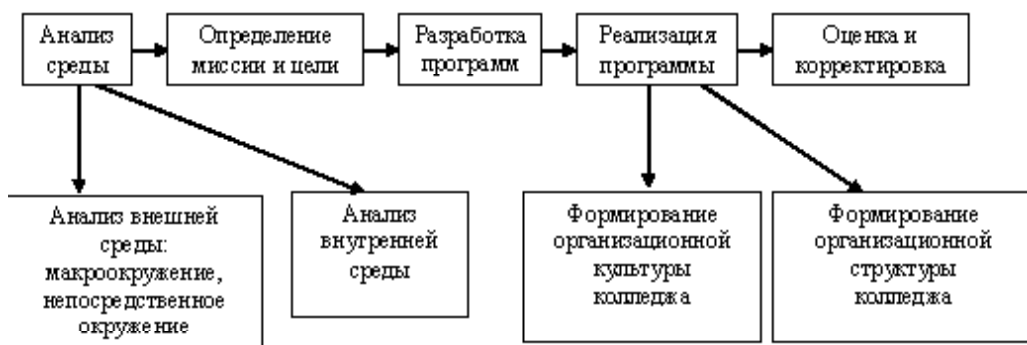 Анализ
среды
Определение
миссии и цели
Разработка
программ
Реализация
программы
Оценка и
корректировка
Анализ внешней
среды:
макроокружение,
непосредственное
окружение
Анализ
внутренней
среды
Формирование
организационной
культуры
колледжа
Формирование
организационной
структуры
колледжа